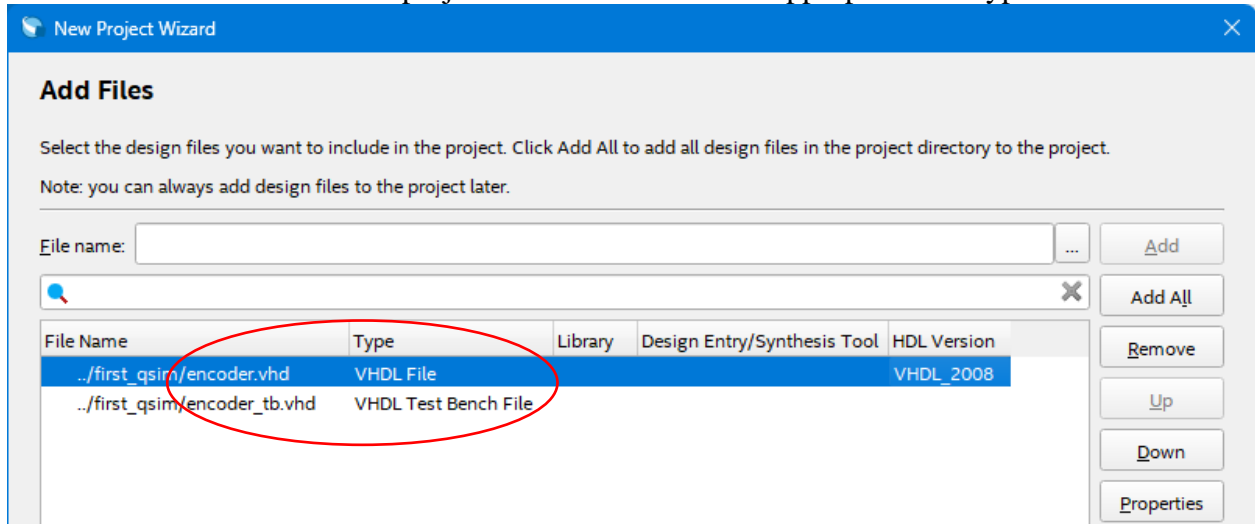 New Project Wizard
Add Files
Select the design files you want to include in the project. Click Add All to add all design files in the project directory to the project.
Note: you can always add design files to the project later.
File name: ... Add
Add All
File Name Type Library Design Entry/Synthesis Tool HDL Version
Remove
../first_qsim/encoder.vhd VHDL File VHDL_2008
../first_qsim/encoder_tb.vhd VHDL Test Bench File
Up
Down
Properties